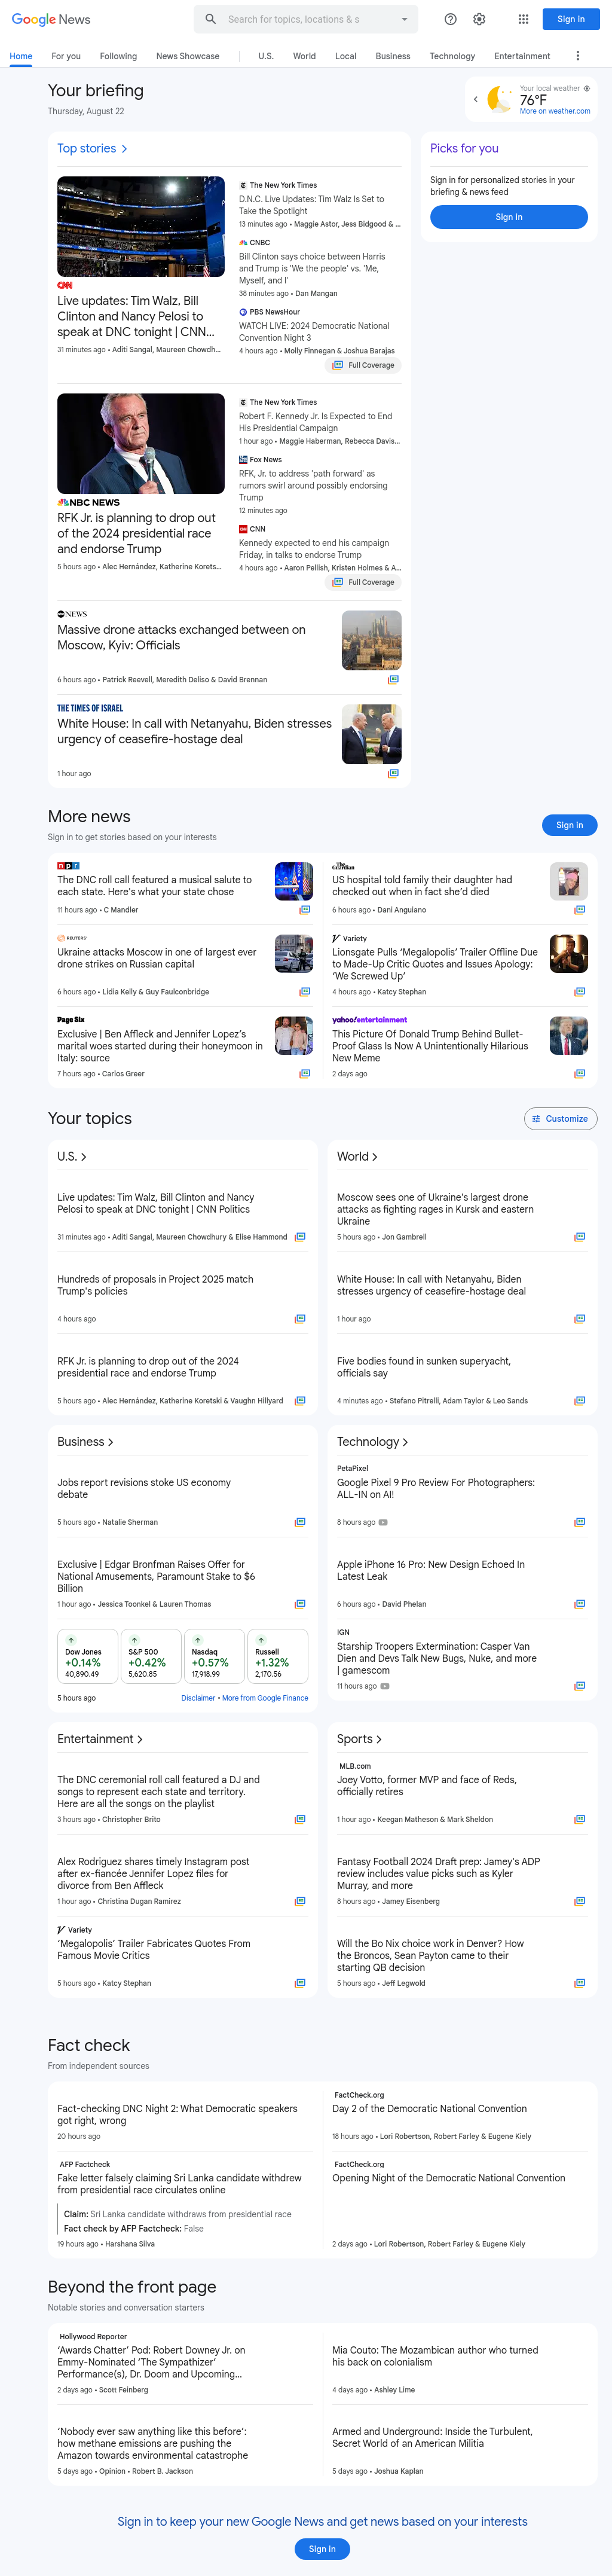 Google News
Search for topics, locations & s
Sign in
Home
For you
Following
News Showcase
U.S.
World
Local
Business
Technology
Entertainment
Your briefing
Thursday, August 22
Your local weather
76°F
More on weather.com
Top stories
Picks for you
Sign in for personalized stories in your
briefing & news feed
Sign in
CNN
Live updates: Tim Walz, Bill
Clinton and Nancy Pelosi to
speak at DNC tonight | CNN...
31 minutes ago • Aditi Sangal, Maureen Chowdh...
The New York Times
D.N.C. Live Updates: Tim Walz Is Set to
Take the Spotlight
13 minutes ago • Maggie Astor, Jess Bidgood & ...
CNBC
Bill Clinton says choice between Harris
and Trump is 'We the people' vs. 'Me,
Myself, and I'
38 minutes ago • Dan Mangan
PBS NewsHour
WATCH LIVE: 2024 Democratic National
Convention Night 3
4 hours ago • Molly Finnegan & Joshua Barajas
Full Coverage
NBC NEWS
RFK Jr. is planning to drop out
of the 2024 presidential race
and endorse Trump
5 hours ago • Alec Hernández, Katherine Korets...
The New York Times
Robert F. Kennedy Jr. Is Expected to End
His Presidential Campaign
1 hour ago • Maggie Haberman, Rebecca Davis...
Fox News
RFK, Jr. to address 'path forward' as
rumors swirl around possibly endorsing
Trump
12 minutes ago
CNN
Kennedy expected to end his campaign
Friday, in talks to endorse Trump
4 hours ago • Aaron Pellish, Kristen Holmes & A...
Full Coverage
abc NEWS
Massive drone attacks exchanged between on
Moscow, Kyiv: Officials
6 hours ago • Patrick Reevell, Meredith Deliso & David Brennan
THE TIMES OF ISRAEL
White House: In call with Netanyahu, Biden stresses
urgency of ceasefire-hostage deal
1 hour ago
More news
Sign in to get stories based on your interests
Sign in
npr
The DNC roll call featured a musical salute to
each state. Here's what your state chose
11 hours ago • C Mandler
The Guardian
US hospital told family their daughter had
checked out when in fact she'd died
6 hours ago • Dani Anguiano
REUTERS
Ukraine attacks Moscow in one of largest ever
drone strikes on Russian capital
6 hours ago • Lidia Kelly & Guy Faulconbridge
Variety
Lionsgate Pulls 'Megalopolis' Trailer Offline Due
to Made-Up Critic Quotes and Issues Apology:
'We Screwed Up'
4 hours ago • Katcy Stephan
Page Six
Exclusive | Ben Affleck and Jennifer Lopez's
marital woes started during their honeymoon in
Italy: source
7 hours ago • Carlos Greer
yahoo!entertainment
This Picture Of Donald Trump Behind Bullet-
Proof Glass Is Now A Unintentionally Hilarious
New Meme
2 days ago
Your topics
Customize
U.S.
Live updates: Tim Walz, Bill Clinton and Nancy
Pelosi to speak at DNC tonight | CNN Politics
31 minutes ago • Aditi Sangal, Maureen Chowdhury & Elise Hammond
Hundreds of proposals in Project 2025 match
Trump's policies
4 hours ago
RFK Jr. is planning to drop out of the 2024
presidential race and endorse Trump
5 hours ago • Alec Hernández, Katherine Koretski & Vaughn Hillyard
World
Moscow sees one of Ukraine's largest drone
attacks as fighting rages in Kursk and eastern
Ukraine
5 hours ago • Jon Gambrell
White House: In call with Netanyahu, Biden
stresses urgency of ceasefire-hostage deal
1 hour ago
Five bodies found in sunken superyacht,
officials say
4 minutes ago • Stefano Pitrelli, Adam Taylor & Leo Sands
Business
Jobs report revisions stoke US economy
debate
5 hours ago • Natalie Sherman
Exclusive | Edgar Bronfman Raises Offer for
National Amusements, Paramount Stake to $6
Billion
1 hour ago • Jessica Toonkel & Lauren Thomas
Dow Jones
+0.14%
40,890.49
S&P 500
+0.42%
5,620.85
Nasdaq
+0.57%
17,918.99
Russell
+1.32%
2,170.56
5 hours ago
Disclaimer • More from Google Finance
Technology
PetaPixel
Google Pixel 9 Pro Review For Photographers:
ALL-IN on AI!
8 hours ago
Apple iPhone 16 Pro: New Design Echoed In
Latest Leak
6 hours ago • David Phelan
IGN
Starship Troopers Extermination: Casper Van
Dien and Devs Talk New Bugs, Nuke, and more
| gamescom
11 hours ago
Entertainment
The DNC ceremonial roll call featured a DJ and
songs to represent each state and territory.
Here are all the songs on the playlist
3 hours ago • Christopher Brito
Alex Rodriguez shares timely Instagram post
after ex-fiancée Jennifer Lopez files for
divorce from Ben Affleck
1 hour ago • Christina Dugan Ramirez
Variety
'Megalopolis' Trailer Fabricates Quotes From
Famous Movie Critics
5 hours ago • Katcy Stephan
Sports
MLB.com
Joey Votto, former MVP and face of Reds,
officially retires
1 hour ago • Keegan Matheson & Mark Sheldon
Fantasy Football 2024 Draft prep: Jamey's ADP
review includes value picks such as Kyler
Murray, and more
8 hours ago • Jamey Eisenberg
Will the Bo Nix choice work in Denver? How
the Broncos, Sean Payton came to their
starting QB decision
5 hours ago • Jeff Legwold
Fact check
From independent sources
Fact-checking DNC Night 2: What Democratic speakers
got right, wrong
20 hours ago
FactCheck.org
Day 2 of the Democratic National Convention
18 hours ago • Lori Robertson, Robert Farley & Eugene Kiely
AFP Factcheck
Fake letter falsely claiming Sri Lanka candidate withdrew
from presidential race circulates online
Claim: Sri Lanka candidate withdraws from presidential race
Fact check by AFP Factcheck: False
19 hours ago • Harshana Silva
FactCheck.org
Opening Night of the Democratic National Convention
2 days ago • Lori Robertson, Robert Farley & Eugene Kiely
Beyond the front page
Notable stories and conversation starters
Hollywood Reporter
'Awards Chatter' Pod: Robert Downey Jr. on
Emmy-Nominated 'The Sympathizer'
Performance(s), Dr. Doom and Upcoming...
2 days ago • Scott Feinberg
Mia Couto: The Mozambican author who turned
his back on colonialism
4 days ago • Ashley Lime
'Nobody ever saw anything like this before':
how methane emissions are pushing the
Amazon towards environmental catastrophe
5 days ago • Opinion • Robert B. Jackson
Armed and Underground: Inside the Turbulent,
Secret World of an American Militia
5 days ago • Joshua Kaplan
Sign in to keep your new Google News and get news based on your interests
Sign in